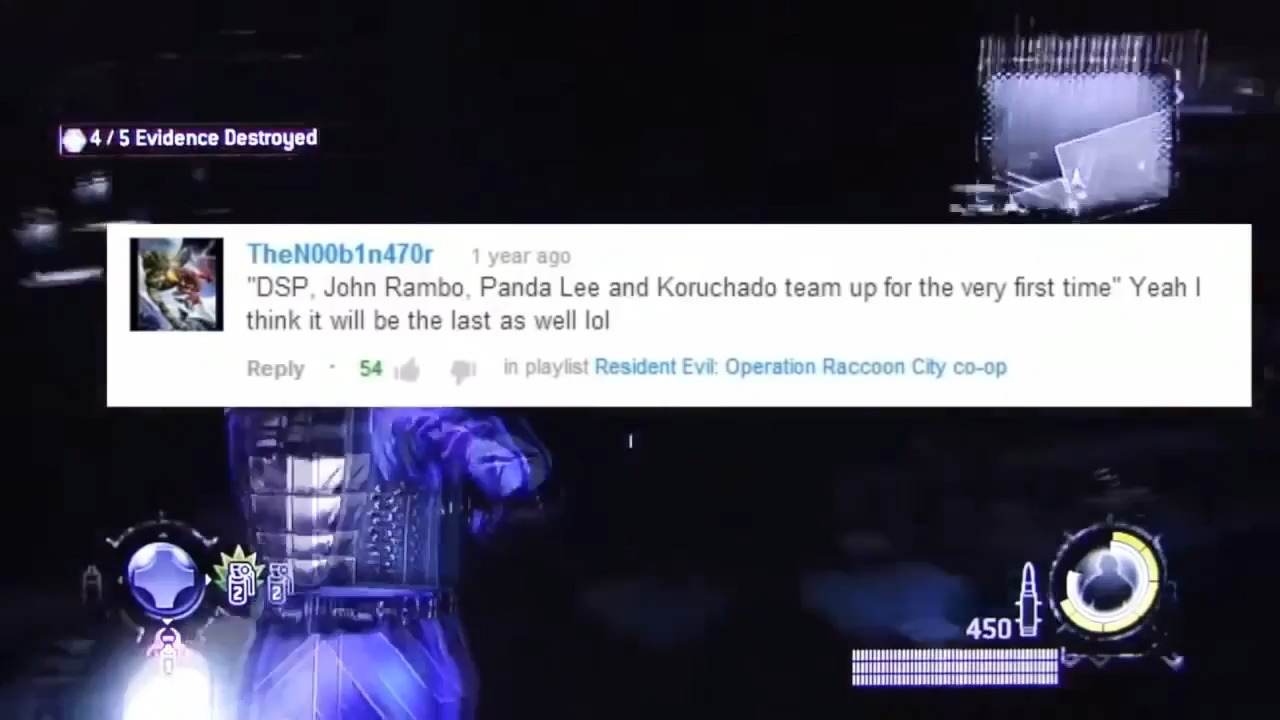 4 / 5 Evidence Destroyed
TheN00b1n470r 1 year ago
"DSP, John Rambo, Panda Lee and Koruchado team up for the very first time" Yeah I
think it will be the last as well lol
Reply · 54 in playlist Resident Evil: Operation Raccoon City co-op
2 2
450